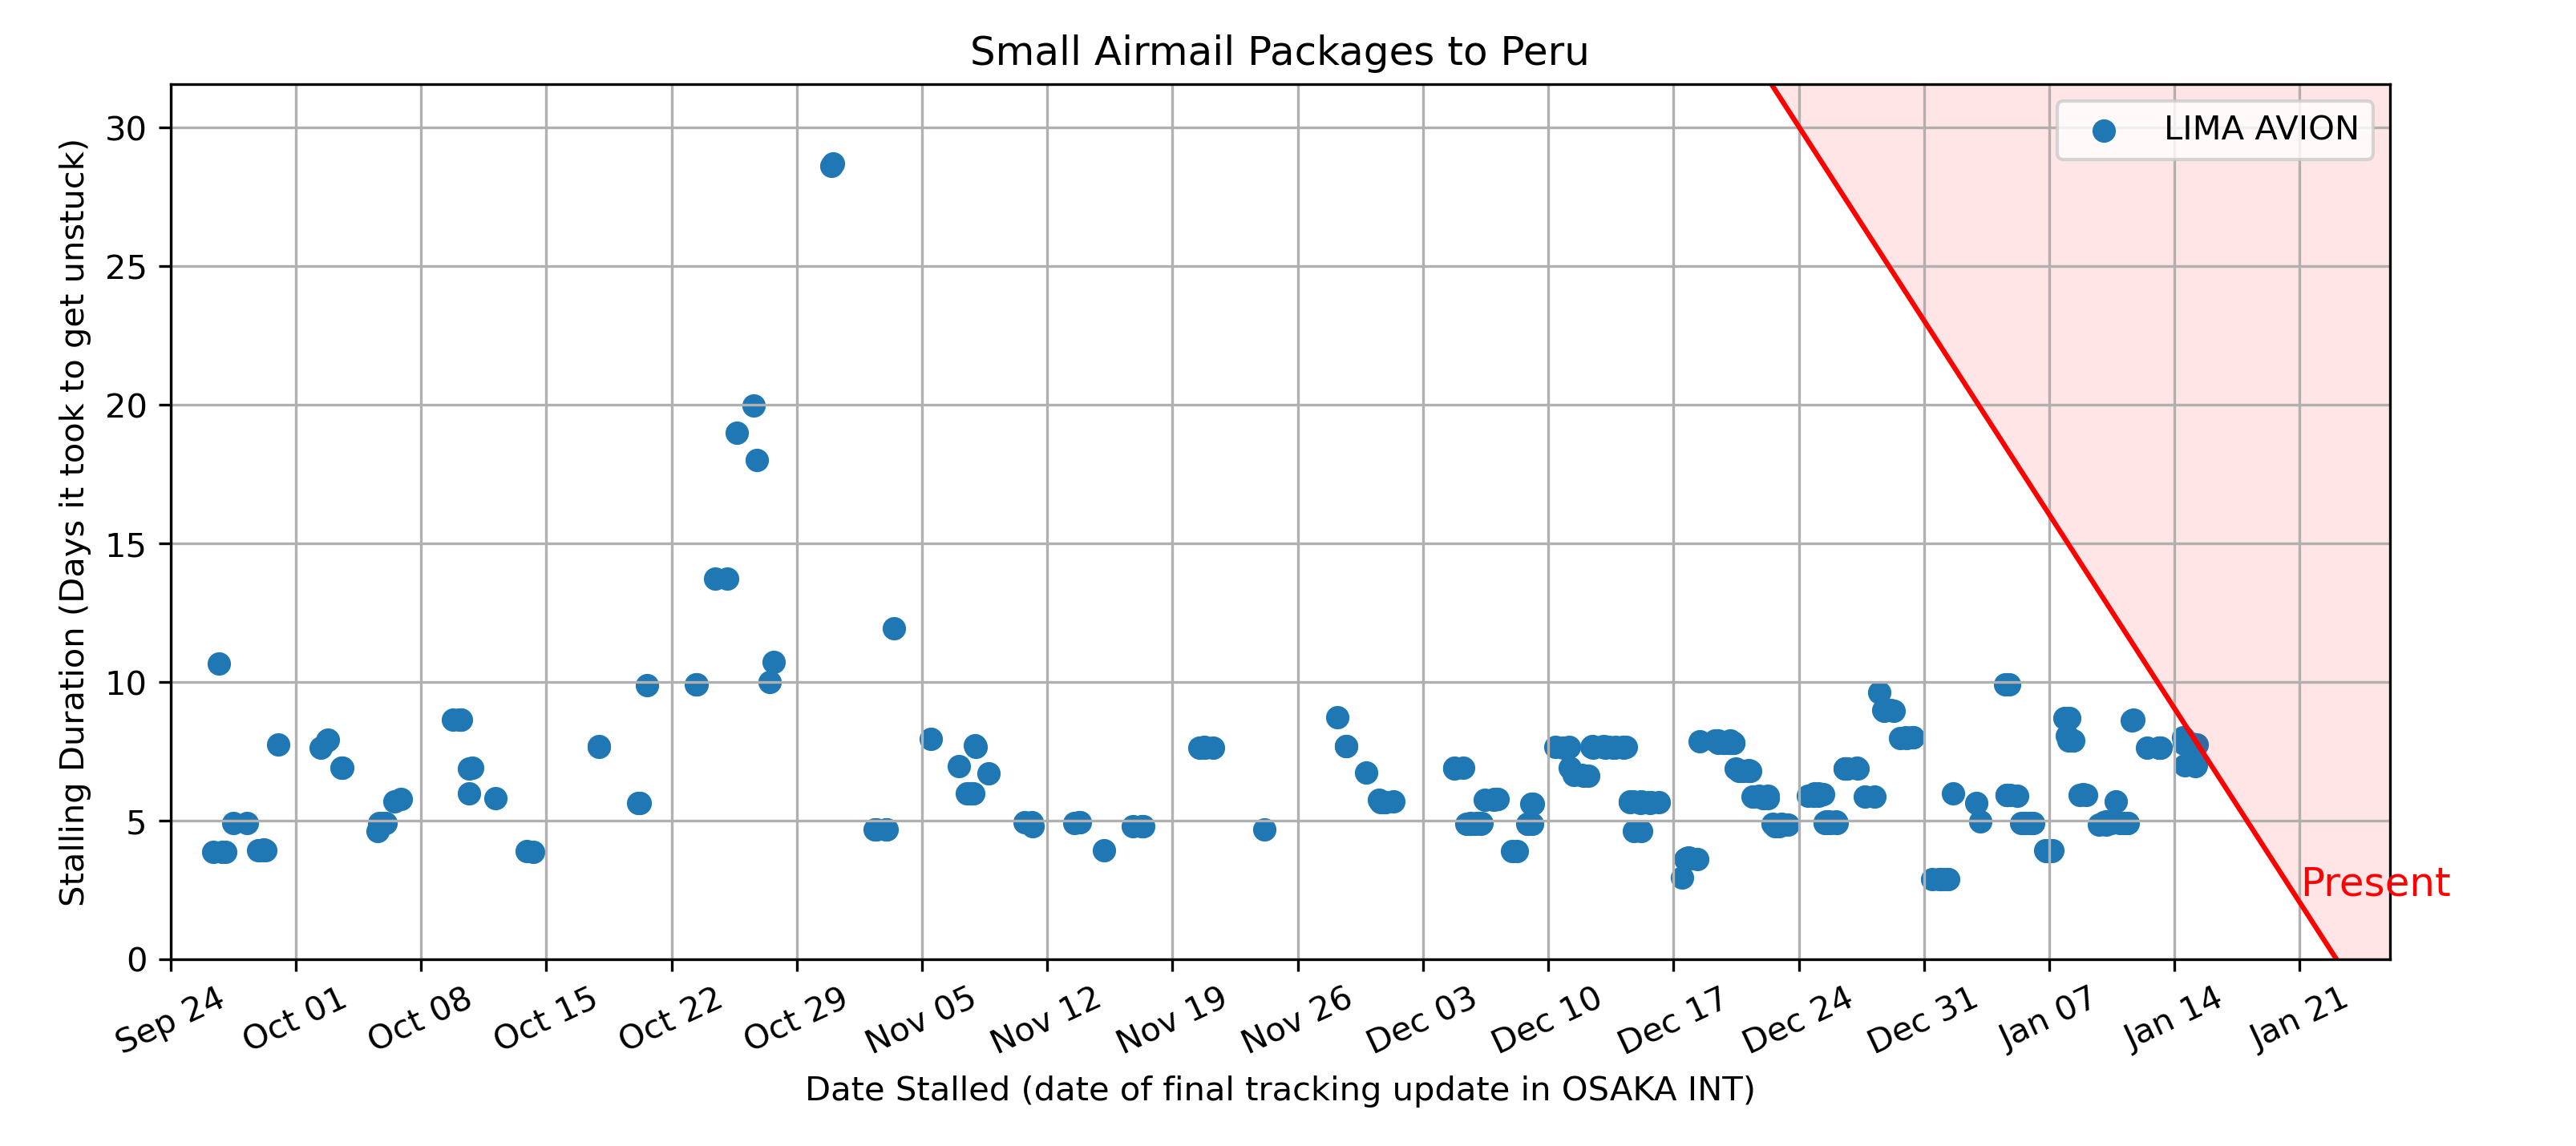 Small Airmail Packages to Peru
LIMA AVION
Stalling Duration (Days it took to get unstuck)
30
25
20
15
10
5
0
Present
Sep 24
Oct 01
Oct 08
Oct 15
Oct 22
Oct 29
Nov 05
Nov 12
Nov 19
Nov 26
Dec 03
Dec 10
Dec 17
Dec 24
Dec 31
Jan 07
Jan 14
Jan 21
Date Stalled (date of final tracking update in OSAKA INT)